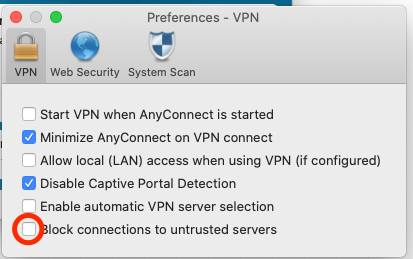 Preferences - VPN
VPN Web Security System Scan
Start VPN when AnyConnect is started
Minimize AnyConnect on VPN connect
Allow local (LAN) access when using VPN (if configured)
Disable Captive Portal Detection
Enable automatic VPN server selection
Block connections to untrusted servers